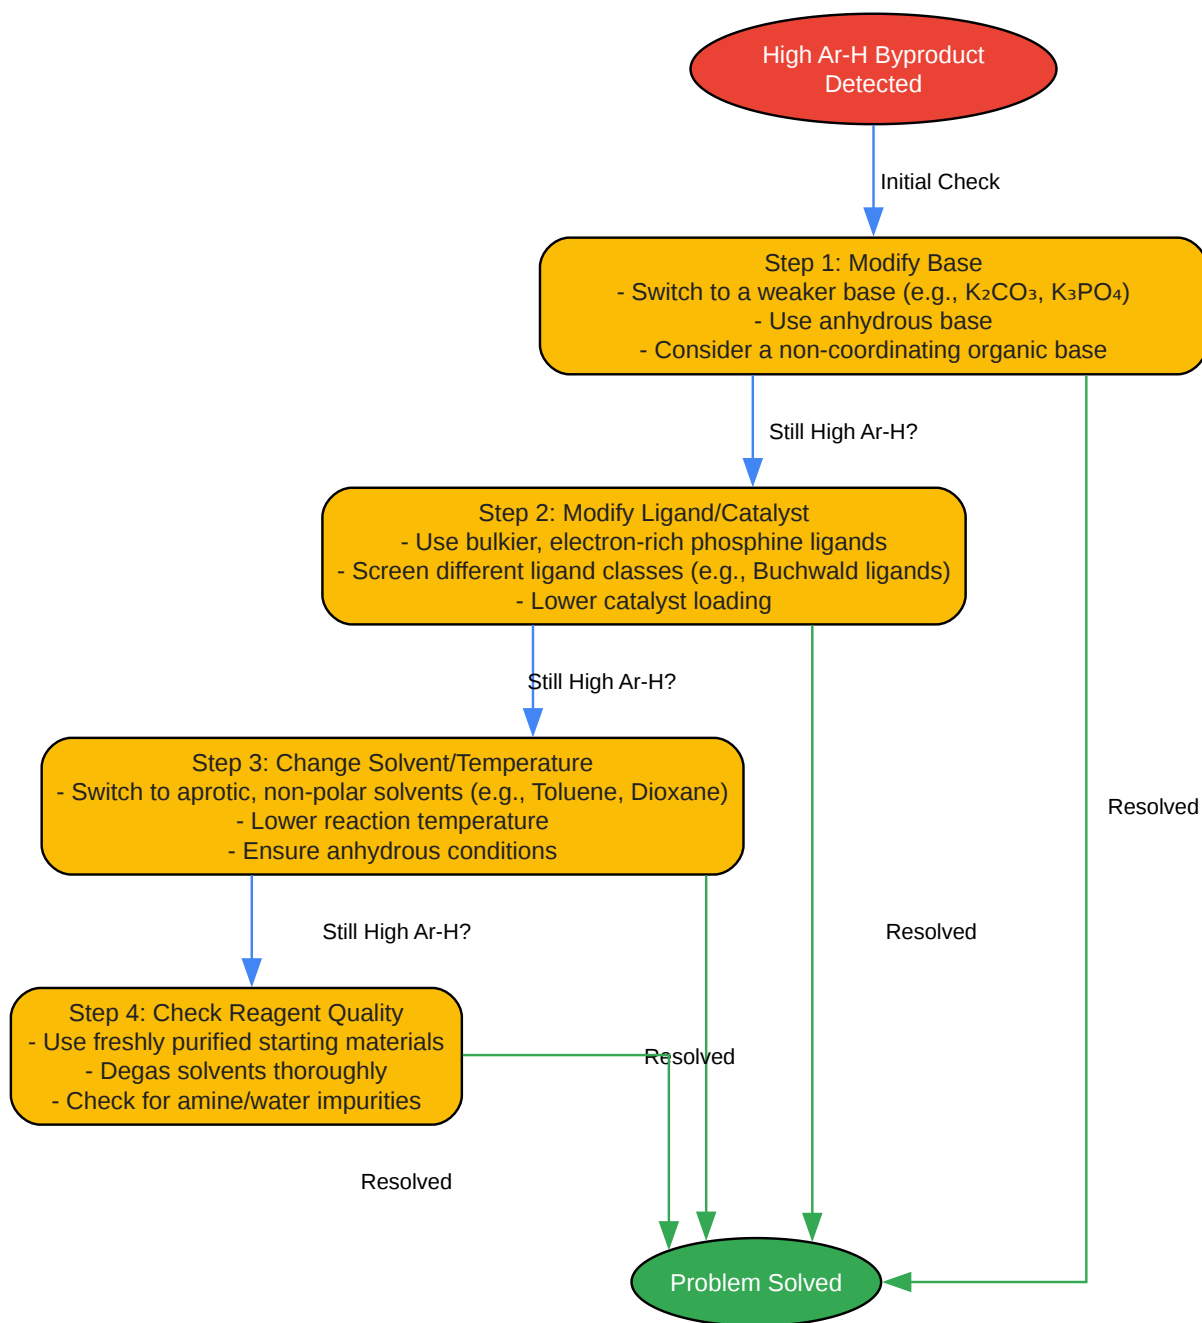 High Ar-H Byproduct
Detected
Initial Check
Step 1: Modify Base
- Switch to a weaker base (e.g., K₂CO₃, K₃PO₄)
- Use anhydrous base
- Consider a non-coordinating organic base
Still High Ar-H?
Step 2: Modify Ligand/Catalyst
- Use bulkier, electron-rich phosphine ligands
- Screen different ligand classes (e.g., Buchwald ligands)
- Lower catalyst loading
Still High Ar-H?
Step 3: Change Solvent/Temperature
- Switch to aprotic, non-polar solvents (e.g., Toluene, Dioxane)
- Lower reaction temperature
- Ensure anhydrous conditions
Resolved
Still High Ar-H?
Resolved
Step 4: Check Reagent Quality
- Use freshly purified starting materials
- Degas solvents thoroughly
- Check for amine/water impurities
Resolved
Resolved
Problem Solved